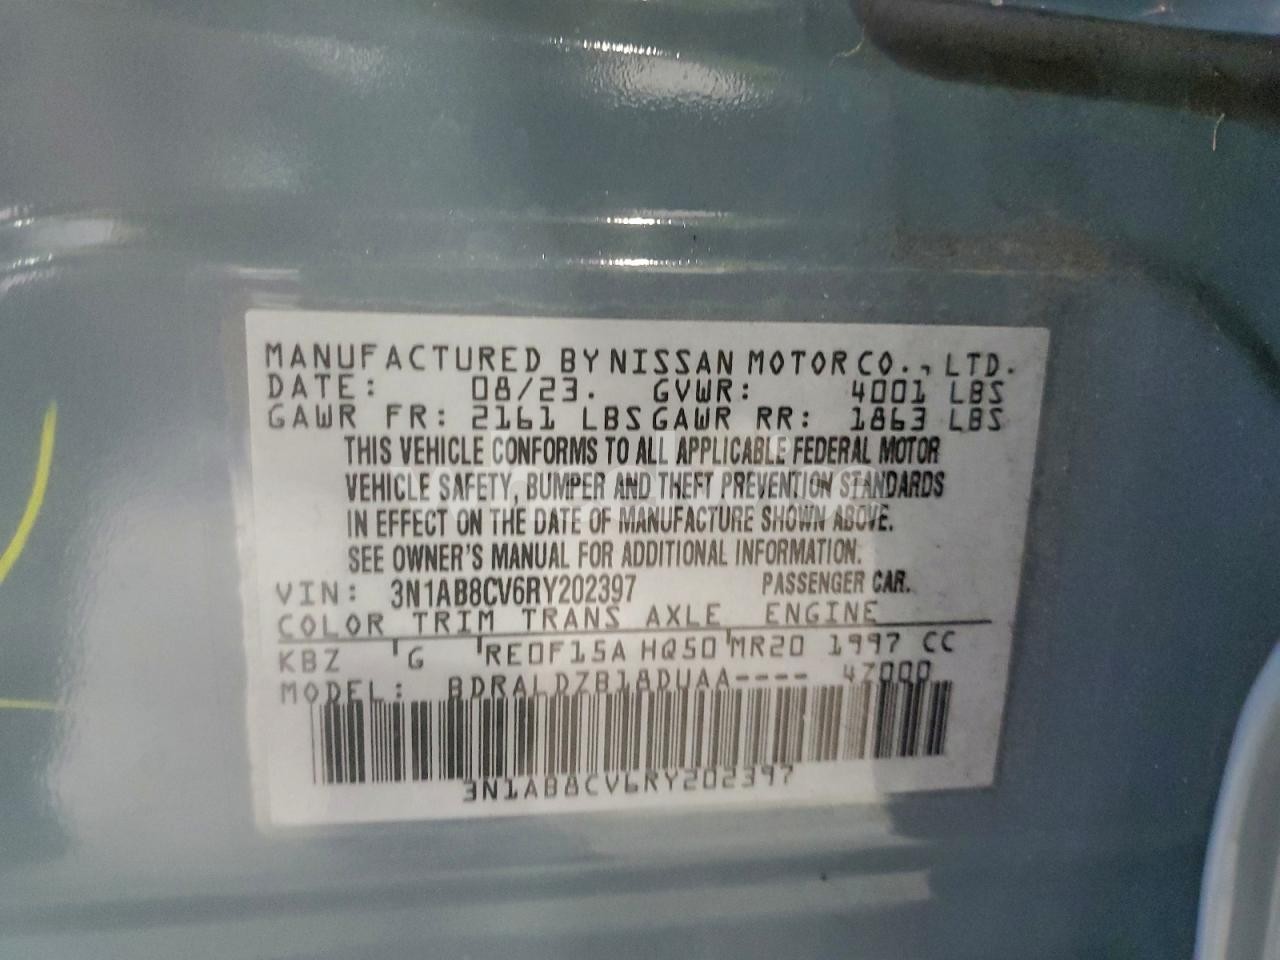 MANUFACTURED BY NISSAN MOTOR CO., LTD.
DATE: 08/23. GVWR: 4001 LBS
GAWR FR: 2161 LBS GAWR RR: 1863 LBS
THIS VEHICLE CONFORMS TO ALL APPLICABLE FEDERAL MOTOR
VEHICLE SAFETY, BUMPER AND THEFT PREVENTION STANDARDS
IN EFFECT ON THE DATE OF MANUFACTURE SHOWN ABOVE.
SEE OWNER'S MANUAL FOR ADDITIONAL INFORMATION.
VIN: 3N1AB8CV6RY202397 PASSENGER CAR.
COLOR TRIM TRANS AXLE ENGINE
KBZ G RE0F15A HQ50 MR20 1997 CC
MODEL: BDRALDZB18DUAA---- 47000
3N1AB8CV6RY202397